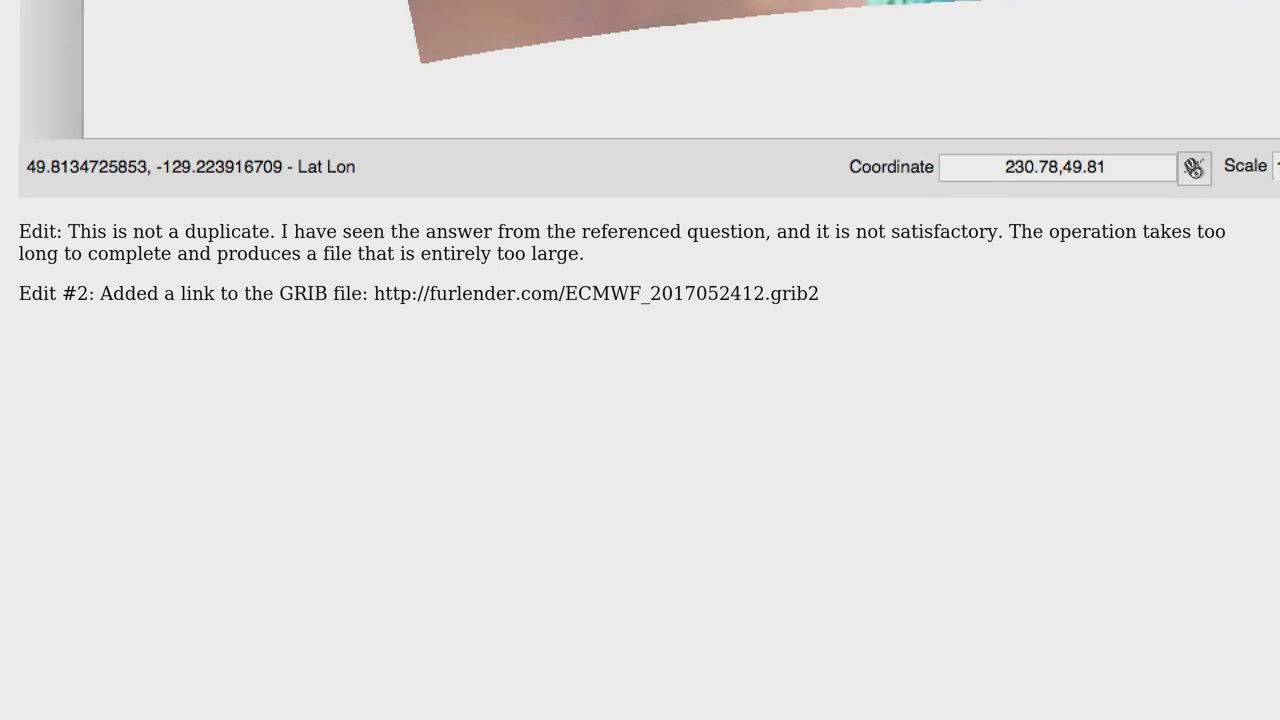 49.8134725853, -129.223916709 - Lat Lon
Coordinate 230.78,49.81 Scale
Edit: This is not a duplicate. I have seen the answer from the referenced question, and it is not satisfactory. The operation takes too
long to complete and produces a file that is entirely too large.
Edit #2: Added a link to the GRIB file: http://furlender.com/ECMWF_2017052412.grib2